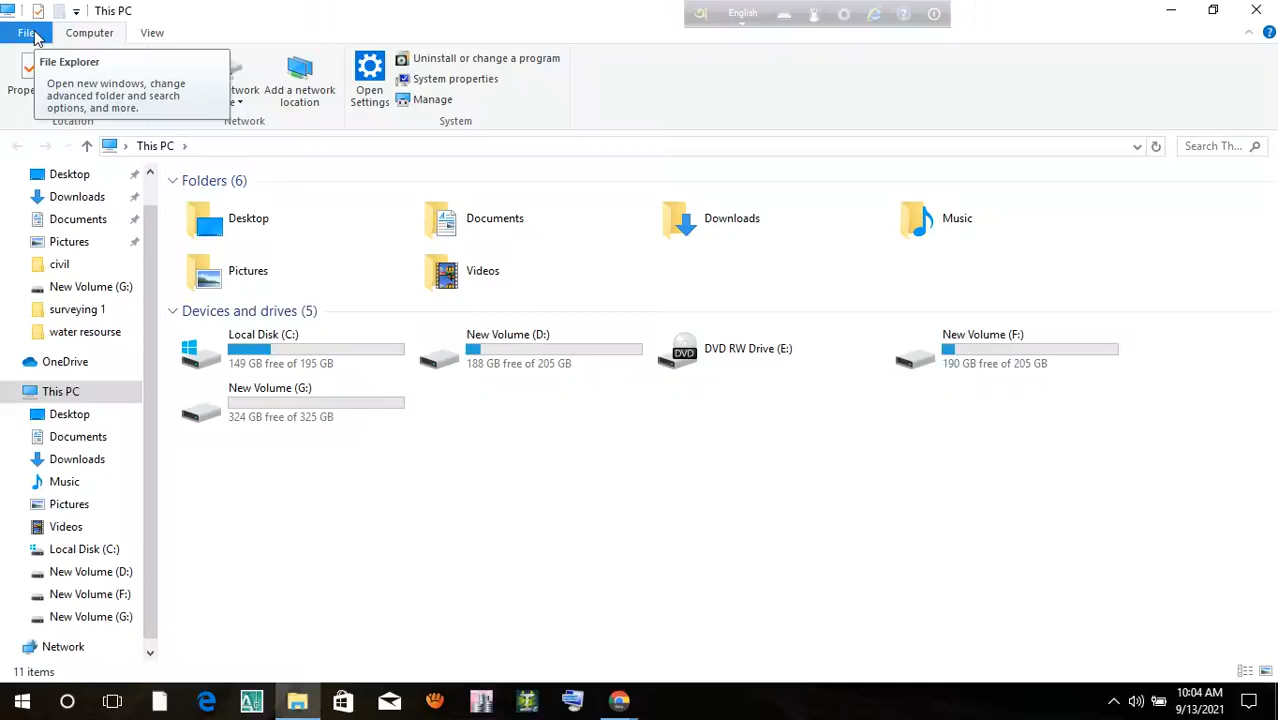 This PC
English
File
Computer
View
File Explorer
Open new windows, change
advanced folder and search
options, and more.
Add a network
location
Open
Settings
Uninstall or change a program
System properties
Manage
Network
System
This PC
Search Th...
Desktop
Downloads
Documents
Pictures
civil
New Volume (G:)
surveying 1
water resourse
OneDrive
This PC
Desktop
Documents
Downloads
Music
Pictures
Videos
Local Disk (C:)
New Volume (D:)
New Volume (F:)
New Volume (G:)
Network
Folders (6)
Desktop
Documents
Downloads
Music
Pictures
Videos
Devices and drives (5)
Local Disk (C:)
149 GB free of 195 GB
New Volume (D:)
188 GB free of 205 GB
DVD
DVD RW Drive (E:)
New Volume (F:)
190 GB free of 205 GB
New Volume (G:)
324 GB free of 325 GB
11 items
10:04 AM
9/13/2021